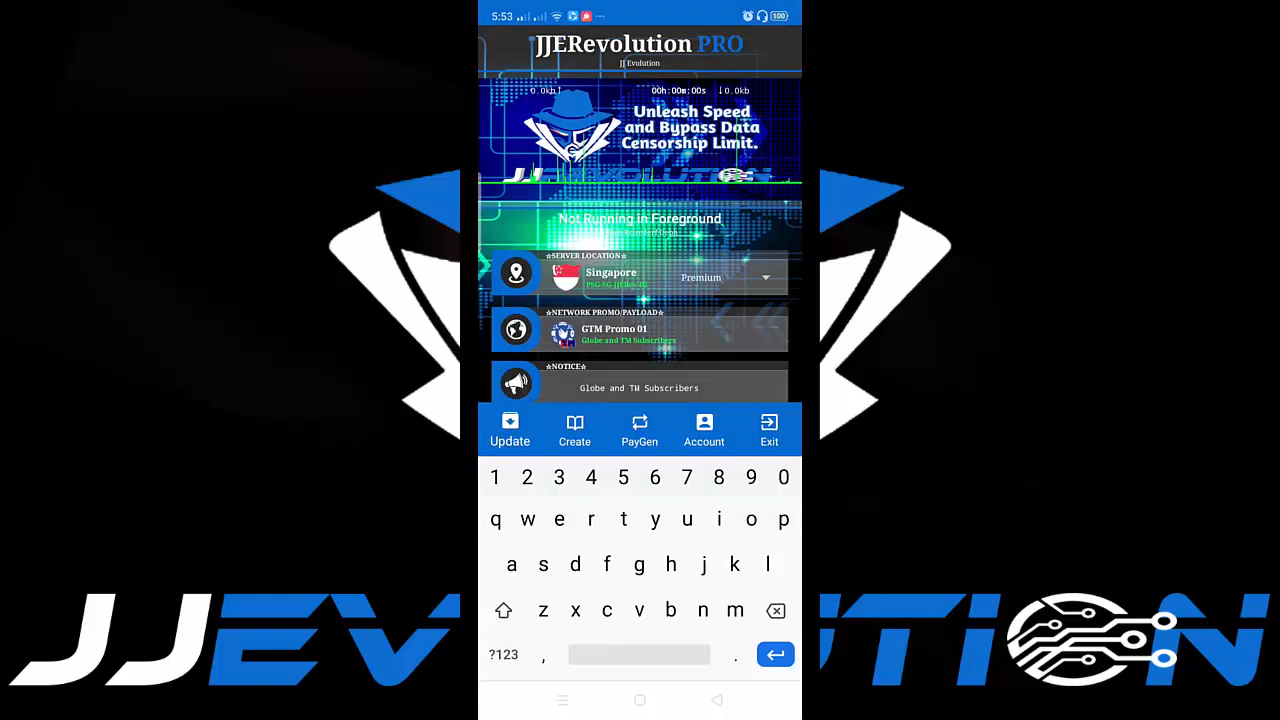 5:53 ... 100
JJERevolution PRO
JJ Evolution
0.0kb↑ 00h:00m:00s ↓0.0kb
Unleash Speed
and Bypass Data
Censorship Limit.
JJEVOLUTION
Not Running in Foreground
☆SERVER LOCATION☆
Singapore Premium
☆NETWORK PROMO/PAYLOAD☆
GTM Promo 01
Globe and TM Subscribers
☆NOTICE☆
Globe and TM Subscribers
Update Create PayGen Account Exit
1 2 3 4 5 6 7 8 9 0
q w e r t y u i o p
a s d f g h j k l
z x c v b n m
?123 , .
JJEV UTION